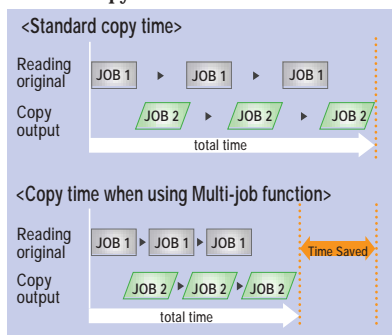 <Standard copy time>
Reading original JOB 1 JOB 1 JOB 1
Copy output JOB 2 JOB 2 JOB 2
total time
<Copy time when using Multi-job function>
Reading original JOB 1 JOB 1 JOB 1 Time Saved
Copy output JOB 2 JOB 2 JOB 2
total time